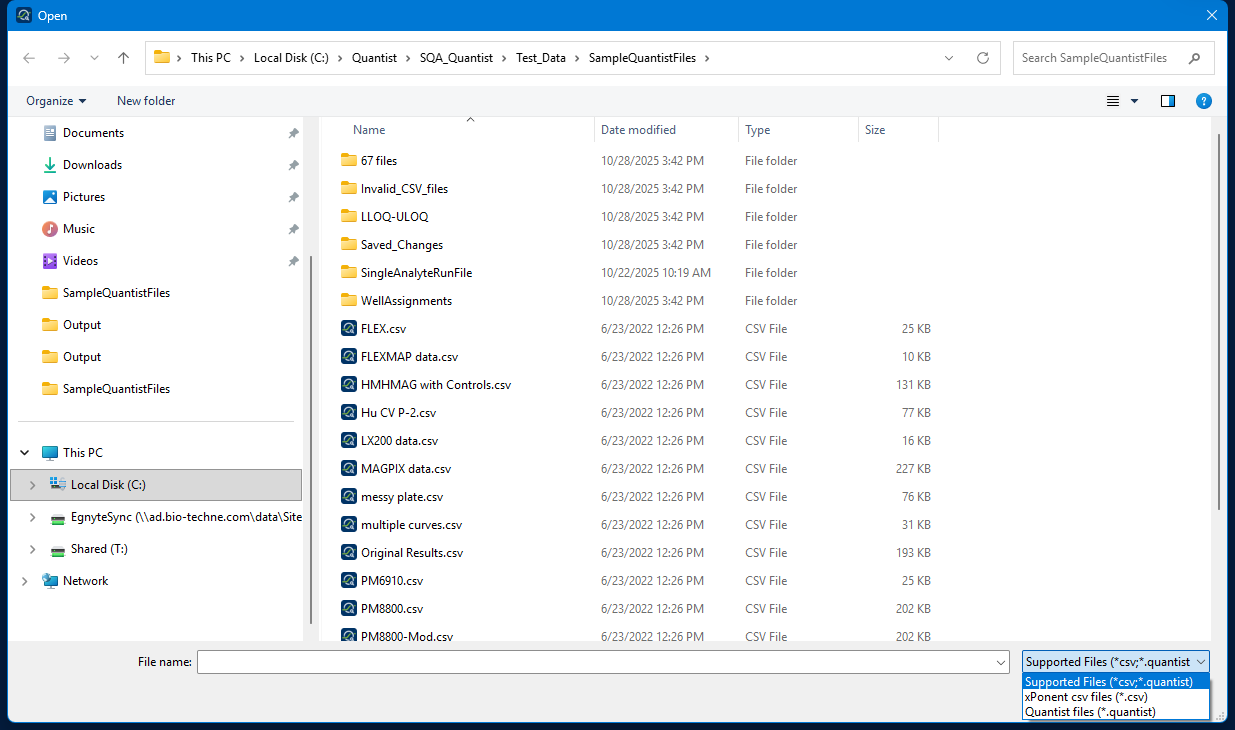 Open
This PC > Local Disk (C:) > Quantist > SQA_Quantist > Test_Data > SampleQuantistFiles >
Search SampleQuantistFiles
Organize
New folder
Documents
Downloads
Pictures
Music
Videos
SampleQuantistFiles
Output
Output
SampleQuantistFiles
This PC
Local Disk (C:)
EgnyteSync (\\ad.bio-techne.com\data\Site
Shared (T:)
Network
Name Date modified Type Size
67 files 10/28/2025 3:42 PM File folder
Invalid_CSV_files 10/28/2025 3:42 PM File folder
LLOQ-ULOQ 10/28/2025 3:42 PM File folder
Saved_Changes 10/28/2025 3:42 PM File folder
SingleAnalyteRunFile 10/22/2025 10:19 AM File folder
WellAssignments 10/28/2025 3:42 PM File folder
FLEX.csv 6/23/2022 12:26 PM CSV File 25 KB
FLEXMAP data.csv 6/23/2022 12:26 PM CSV File 10 KB
HMHMAG with Controls.csv 6/23/2022 12:26 PM CSV File 131 KB
Hu CV P-2.csv 6/23/2022 12:26 PM CSV File 77 KB
LX200 data.csv 6/23/2022 12:26 PM CSV File 16 KB
MAGPIX data.csv 6/23/2022 12:26 PM CSV File 227 KB
messy plate.csv 6/23/2022 12:26 PM CSV File 76 KB
multiple curves.csv 6/23/2022 12:26 PM CSV File 31 KB
Original Results.csv 6/23/2022 12:26 PM CSV File 193 KB
PM6910.csv 6/23/2022 12:26 PM CSV File 25 KB
PM8800.csv 6/23/2022 12:26 PM CSV File 202 KB
PM8800-Mod.csv 6/23/2022 12:26 PM CSV File 202 KB
File name:
Supported Files (*csv;*.quantist
Supported Files (*csv;*.quantist)
xPonent csv files (*.csv)
Quantist files (*.quantist)